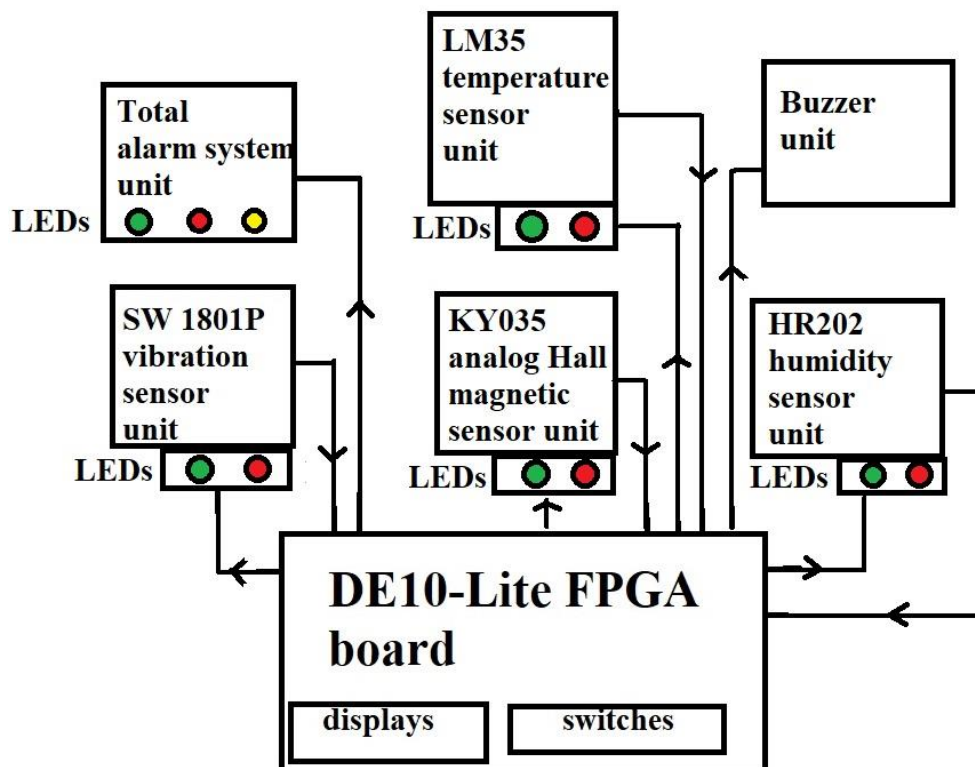 Total
alarm system
unit
LEDs
LM35
temperature
sensor
unit
LEDs
Buzzer
unit
SW 1801P
vibration
sensor
unit
LEDs
KY035
analog Hall
magnetic
sensor unit
LEDs
HR202
humidity
sensor
unit
LEDs
DE10-Lite FPGA
board
displays
switches